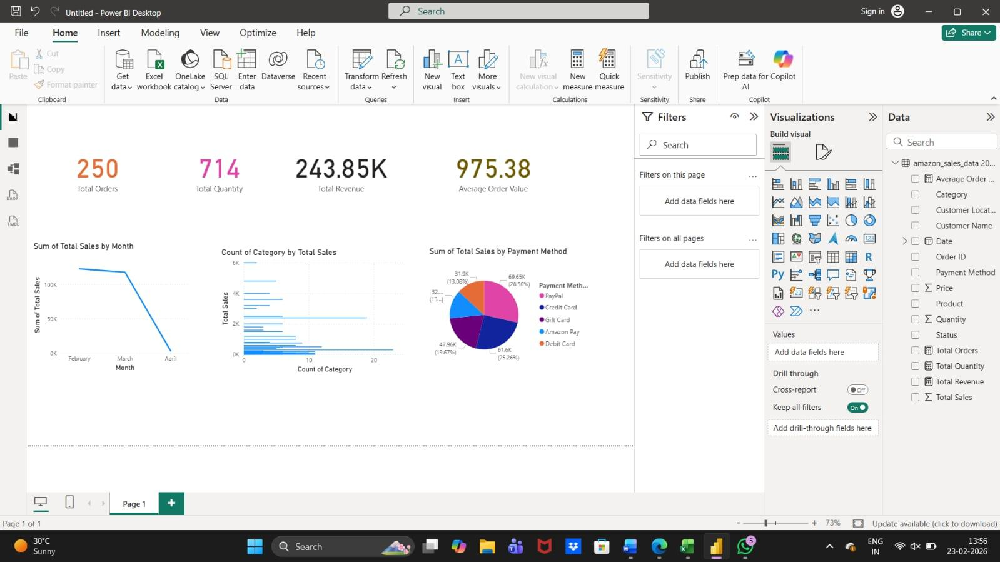 Untitled - Power BI Desktop
Search
Sign in
File Home Insert Modeling View Optimize Help
Share
Paste
Cut
Copy
Format painter
Clipboard
Get data
Excel workbook
OneLake catalog
SQL Server
Enter data
Dataverse
Recent sources
Data
Transform data
Refresh
Queries
New visual
Text box
More visuals
Insert
New visual calculation
New measure
Quick measure
Calculations
Sensitivity
Sensitivity
Publish
Share
Prep data for AI
Copilot
Copilot
DAX
TMDL
250
Total Orders
714
Total Quantity
243.85K
Total Revenue
975.38
Average Order Value
Sum of Total Sales by Month
Sum of Total Sales
100K
50K
0K
February March April
Month
Count of Category by Total Sales
Total Sales
6K
4K
2K
0K
0 10 20
Count of Category
Sum of Total Sales by Payment Method
31.9K
(13.08%)
69.65K
(28.56%)
32....
(13...)
47.96K
(19.67%)
61.6K
(25.26%)
Payment Meth...
PayPal
Credit Card
Gift Card
Amazon Pay
Debit Card
Filters
Search
Filters on this page ...
Add data fields here
Filters on all pages ...
Add data fields here
Visualizations
Build visual
123
R
Py
123
...
Values
Add data fields here
Drill through
Cross-report Off
Keep all filters On
Add drill-through fields here
Data
Search
amazon_sales_data 20...
Average Order ...
Category
Customer Locat...
Customer Name
Date
Order ID
Payment Method
Σ Price
Product
Σ Quantity
Status
Total Orders
Total Quantity
Total Revenue
Σ Total Sales
Page 1
+
Page 1 of 1
- + 73%
Update available (click to download)
30°C
Sunny
Search
5
ENG
IN
13:56
23-02-2026